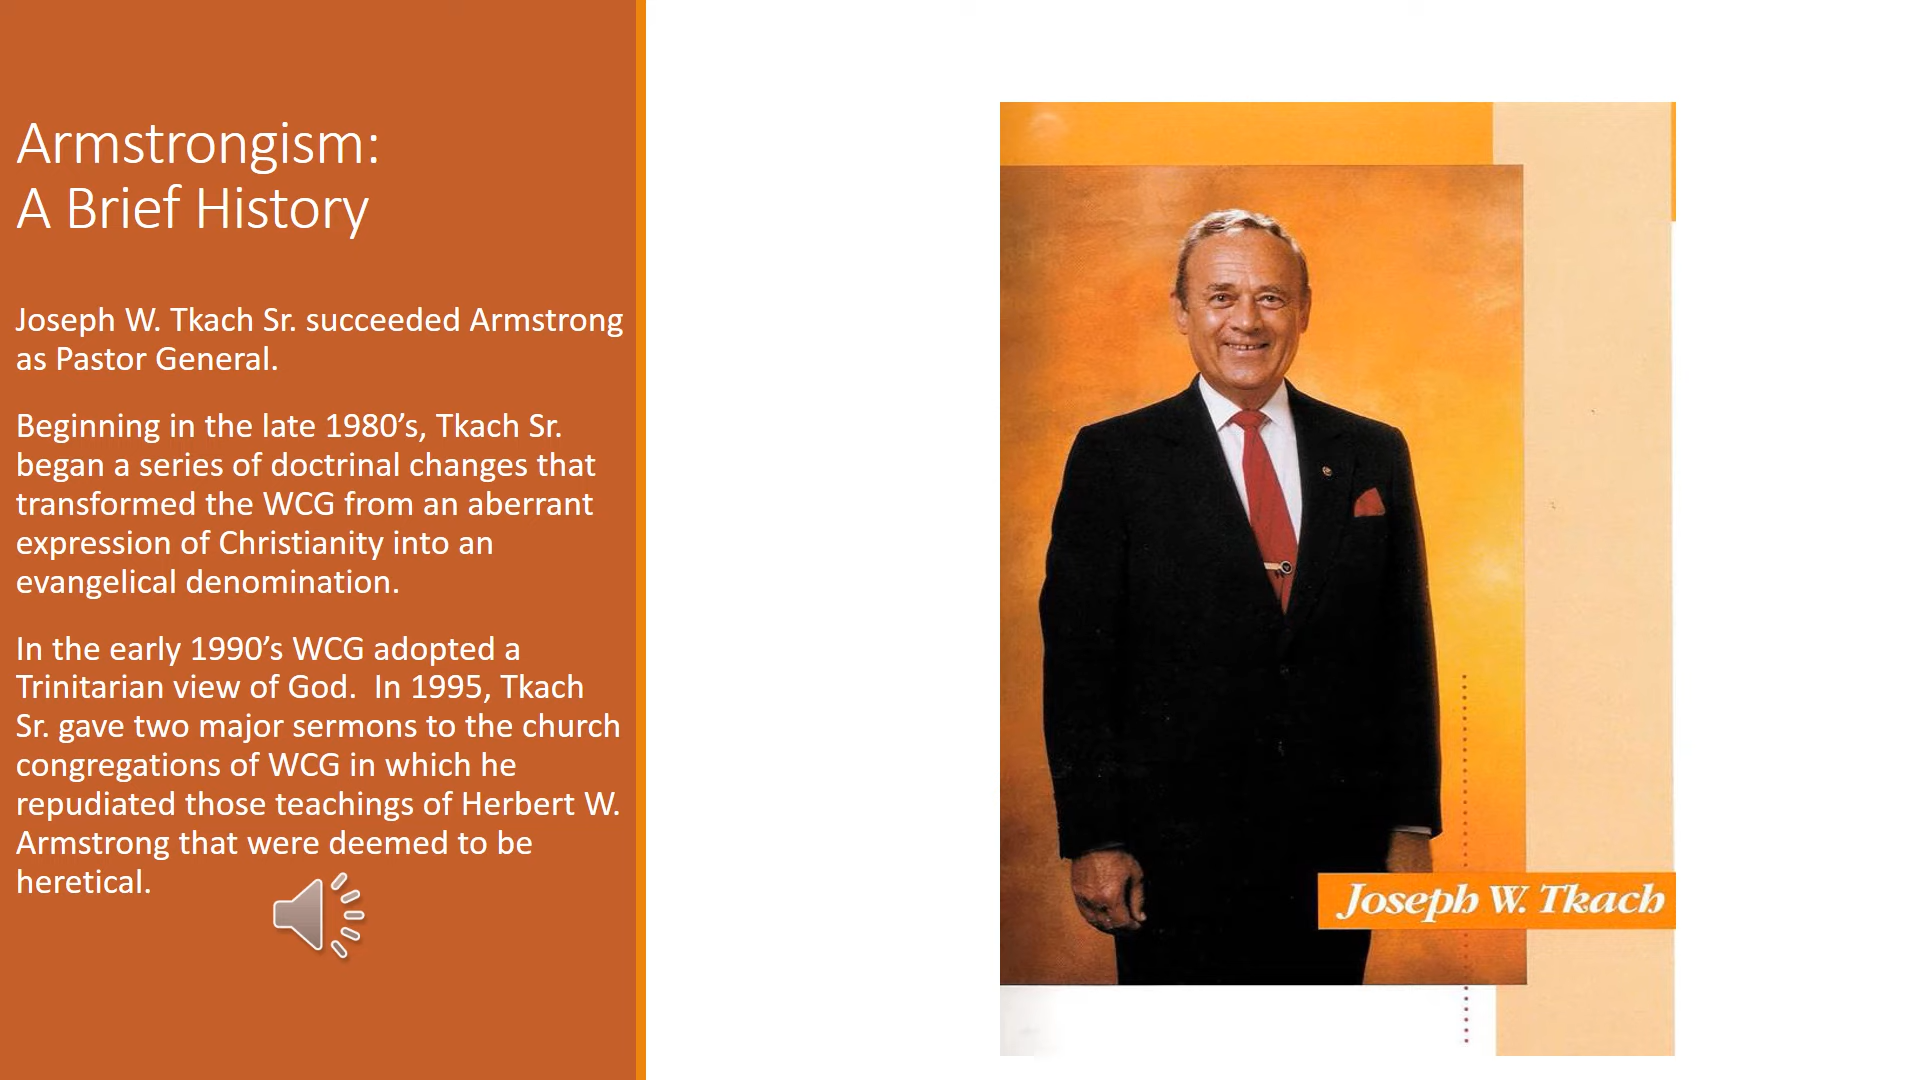 Armstrongism:
A Brief History
Joseph W. Tkach Sr. succeeded Armstrong
as Pastor General.
Beginning in the late 1980’s, Tkach Sr.
began a series of doctrinal changes that
transformed the WCG from an aberrant
expression of Christianity into an
evangelical denomination.
In the early 1990’s WCG adopted a
Trinitarian view of God.  In 1995, Tkach
Sr. gave two major sermons to the church
congregations of WCG in which he
repudiated those teachings of Herbert W.
Armstrong that were deemed to be
heretical.
Joseph W. Tkach